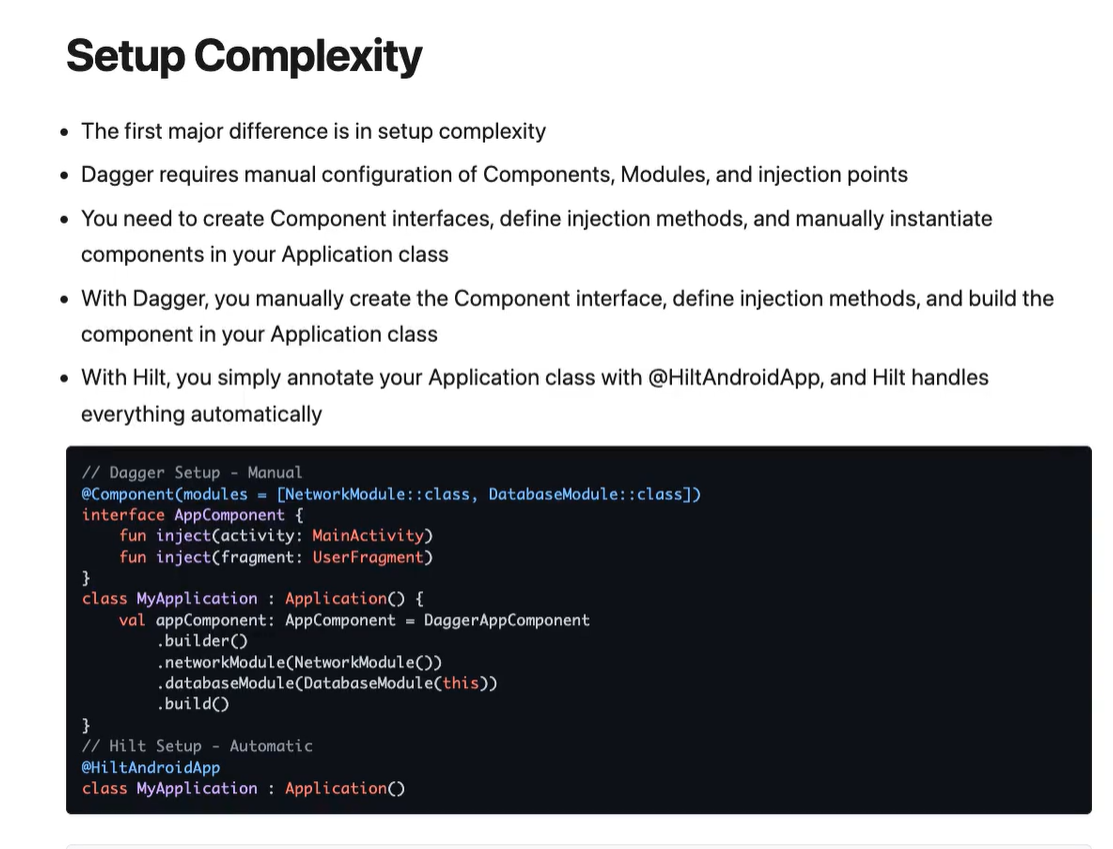 Setup Complexity
• The first major difference is in setup complexity
• Dagger requires manual configuration of Components, Modules, and injection points
• You need to create Component interfaces, define injection methods, and manually instantiate
components in your Application class
• With Dagger, you manually create the Component interface, define injection methods, and build the
component in your Application class
• With Hilt, you simply annotate your Application class with @HiltAndroidApp, and Hilt handles
everything automatically
// Dagger Setup - Manual
@Component(modules = [NetworkModule::class, DatabaseModule::class])
interface AppComponent {
    fun inject(activity: MainActivity)
    fun inject(fragment: UserFragment)
}
class MyApplication : Application() {
    val appComponent: AppComponent = DaggerAppComponent
        .builder()
        .networkModule(NetworkModule())
        .databaseModule(DatabaseModule(this))
        .build()
}
// Hilt Setup - Automatic
@HiltAndroidApp
class MyApplication : Application()